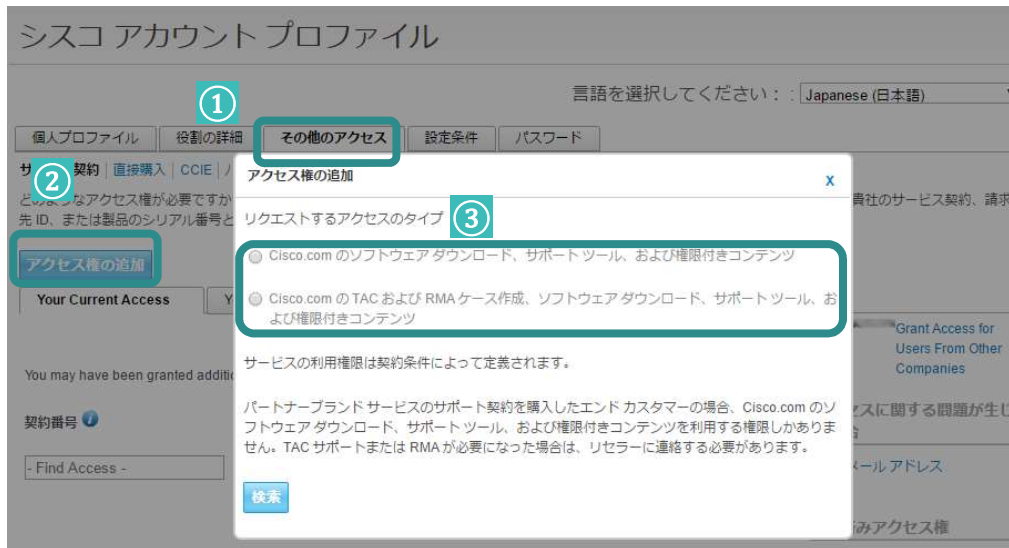 シスコ アカウント プロファイル
①
言語を選択してください： : Japanese (日本語)
個人プロファイル 役割の詳細 その他のアクセス 設定条件 パスワード
②
契約 | 直接購入 | CCIE |
アクセス権の追加 x
どのようなアクセス権が必要ですか
貴社のサービス契約、請求
先 ID、または製品のシリアル番号と
リクエストするアクセスのタイプ ③
Cisco.com のソフトウェア ダウンロード、サポート ツール、および権限付きコンテンツ
アクセス権の追加
Your Current Access
Cisco.com の TAC および RMA ケース作成、ソフトウェア ダウンロード、サポート ツール、お
よび権限付きコンテンツ
Grant Access for
Users From Other
Companies
サービスの利用権限は契約条件によって定義されます。
You may have been granted additi
パートナーブランド サービスのサポート契約を購入したエンド カスタマーの場合、Cisco.com のソ
フトウェア ダウンロード、サポート ツール、および権限付きコンテンツを利用する権限しかありま
せん。TAC サポートまたは RMA が必要になった場合は、リセラーに連絡する必要があります。
セスに関する問題が生じ
契約番号
- Find Access -
メール アドレス
検索
みアクセス権